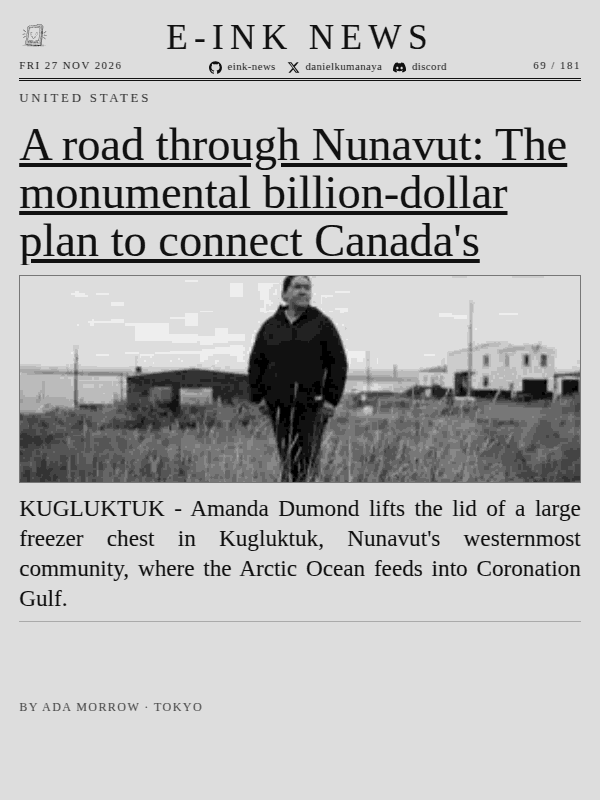 E-INK NEWS
FRI 27 NOV 2026
eink-news
danielkumanaya
discord
69 / 181
UNITED STATES
A road through Nunavut: The
monumental billion-dollar
plan to connect Canada's
KUGLUKTUK - Amanda Dumond lifts the lid of a large
freezer chest in Kugluktuk, Nunavut's westernmost
community, where the Arctic Ocean feeds into Coronation
Gulf.
BY ADA MORROW · TOKYO